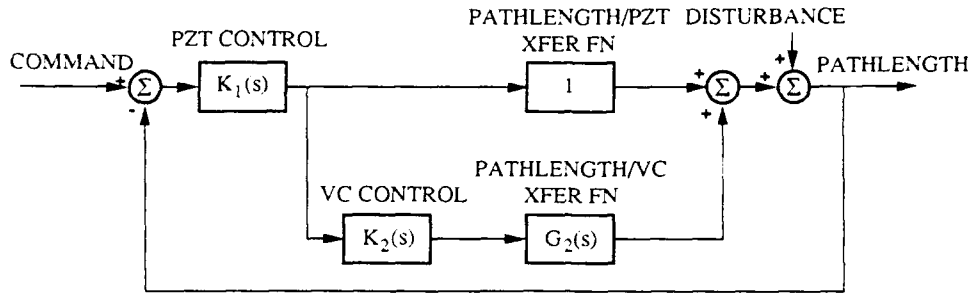 PATHLENGTH/PZT DISTURBANCE
PZT CONTROL XFER FN
COMMAND + Σ - K₁(s) 1 + Σ + + Σ + PATHLENGTH
PATHLENGTH/VC
VC CONTROL XFER FN
K₂(s) G₂(s)